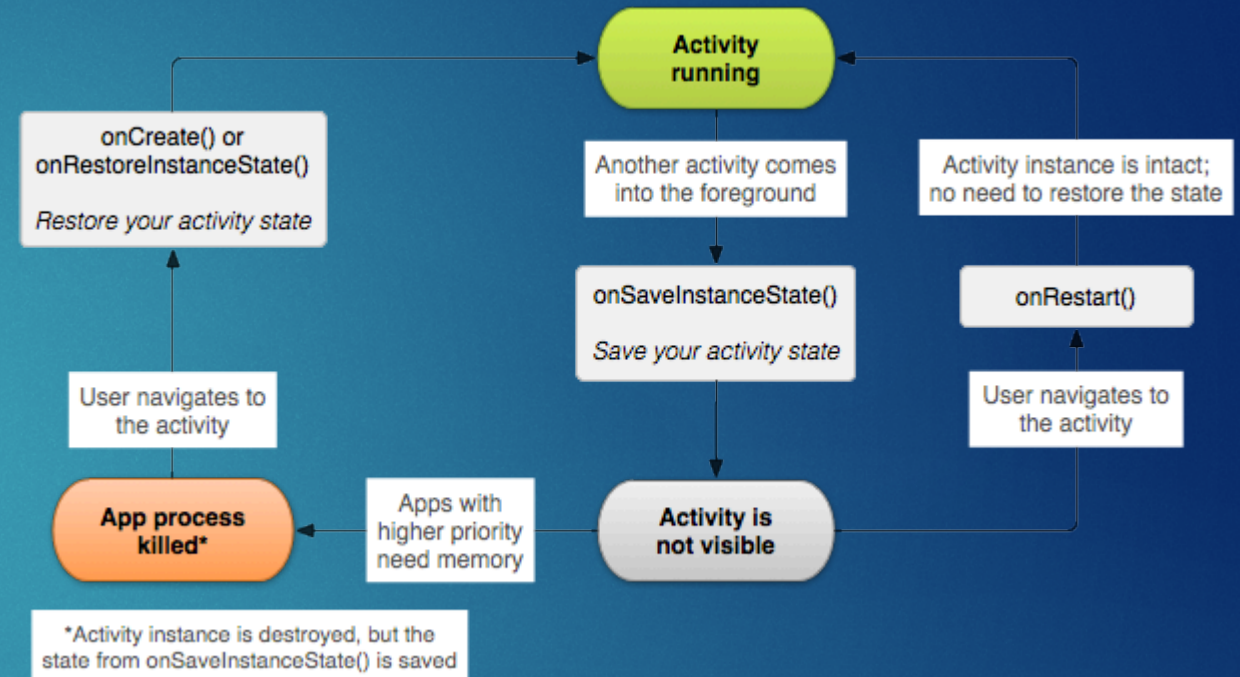 Activity
running
onCreate() or
onRestoreInstanceState()
Restore your activity state
Another activity comes
into the foreground
Activity instance is intact;
no need to restore the state
onSaveInstanceState()
Save your activity state
onRestart()
User navigates to
the activity
User navigates to
the activity
App process
killed*
Apps with
higher priority
need memory
Activity is
not visible
*Activity instance is destroyed, but the
state from onSaveInstanceState() is saved